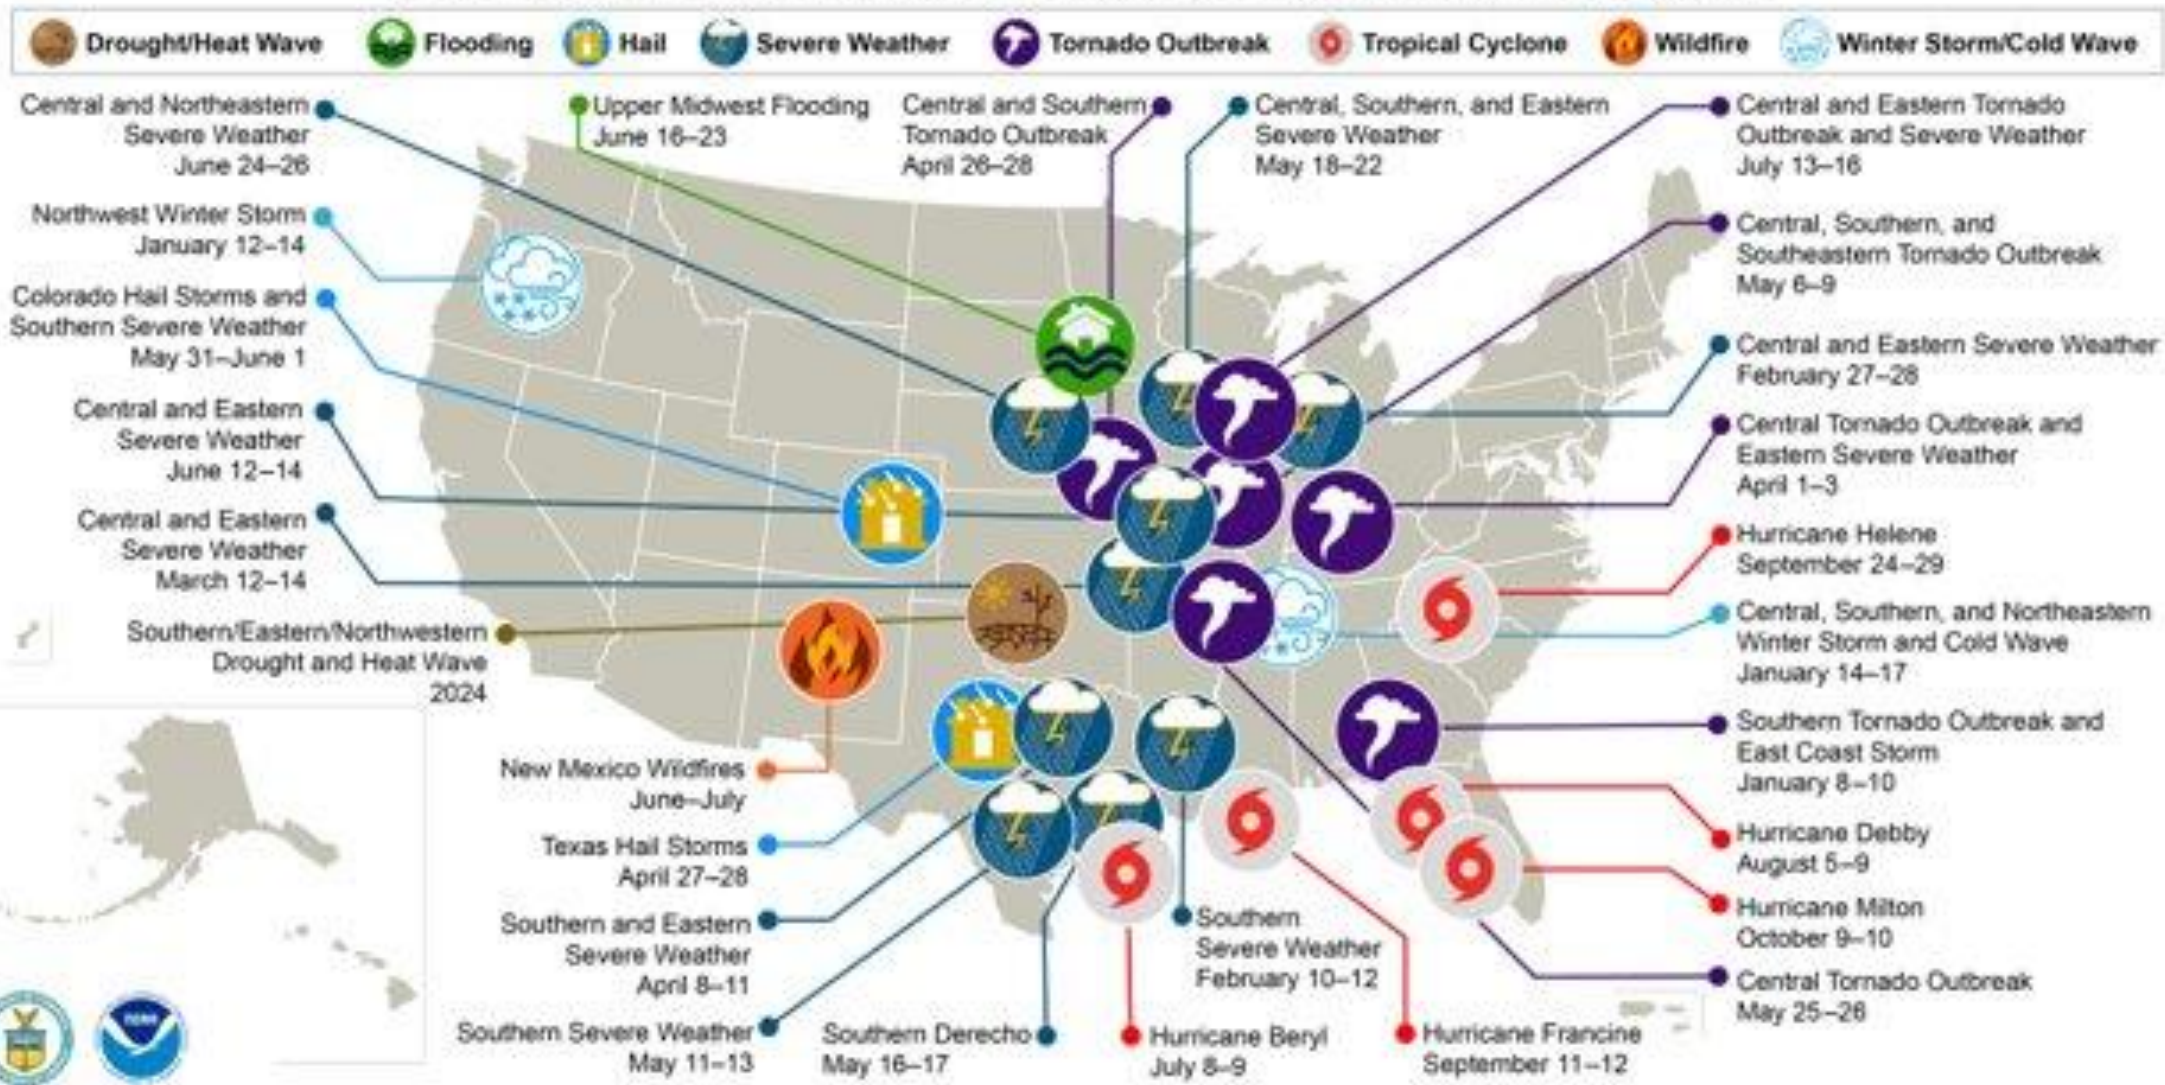 Drought/Heat Wave
Flooding
Hail
Severe Weather
Tornado Outbreak
Tropical Cyclone
Wildfire
Winter Storm/Cold Wave
Central and Northeastern
Severe Weather
June 24–26
Upper Midwest Flooding
June 16–23
Central and Southern
Tornado Outbreak
April 26–28
Central, Southern, and Eastern
Severe Weather
May 18–22
Central and Eastern Tornado
Outbreak and Severe Weather
July 13–16
Northwest Winter Storm
January 12–14
Central, Southern, and
Southeastern Tornado Outbreak
May 6–9
Colorado Hail Storms and
Southern Severe Weather
May 31–June 1
Central and Eastern Severe Weather
February 27–28
Central and Eastern
Severe Weather
June 12–14
Central Tornado Outbreak and
Eastern Severe Weather
April 1–3
Central and Eastern
Severe Weather
March 12–14
Hurricane Helene
September 24–29
Southern/Eastern/Northwestern
Drought and Heat Wave
2024
Central, Southern, and Northeastern
Winter Storm and Cold Wave
January 14–17
Southern Tornado Outbreak and
East Coast Storm
January 8–10
New Mexico Wildfires
June–July
Texas Hail Storms
April 27–28
Hurricane Debby
August 5–9
Southern and Eastern
Severe Weather
April 8–11
Southern
Severe Weather
February 10–12
Hurricane Milton
October 9–10
Central Tornado Outbreak
May 25–26
Southern Severe Weather
May 11–13
Southern Derecho
May 16–17
Hurricane Beryl
July 8–9
Hurricane Francine
September 11–12